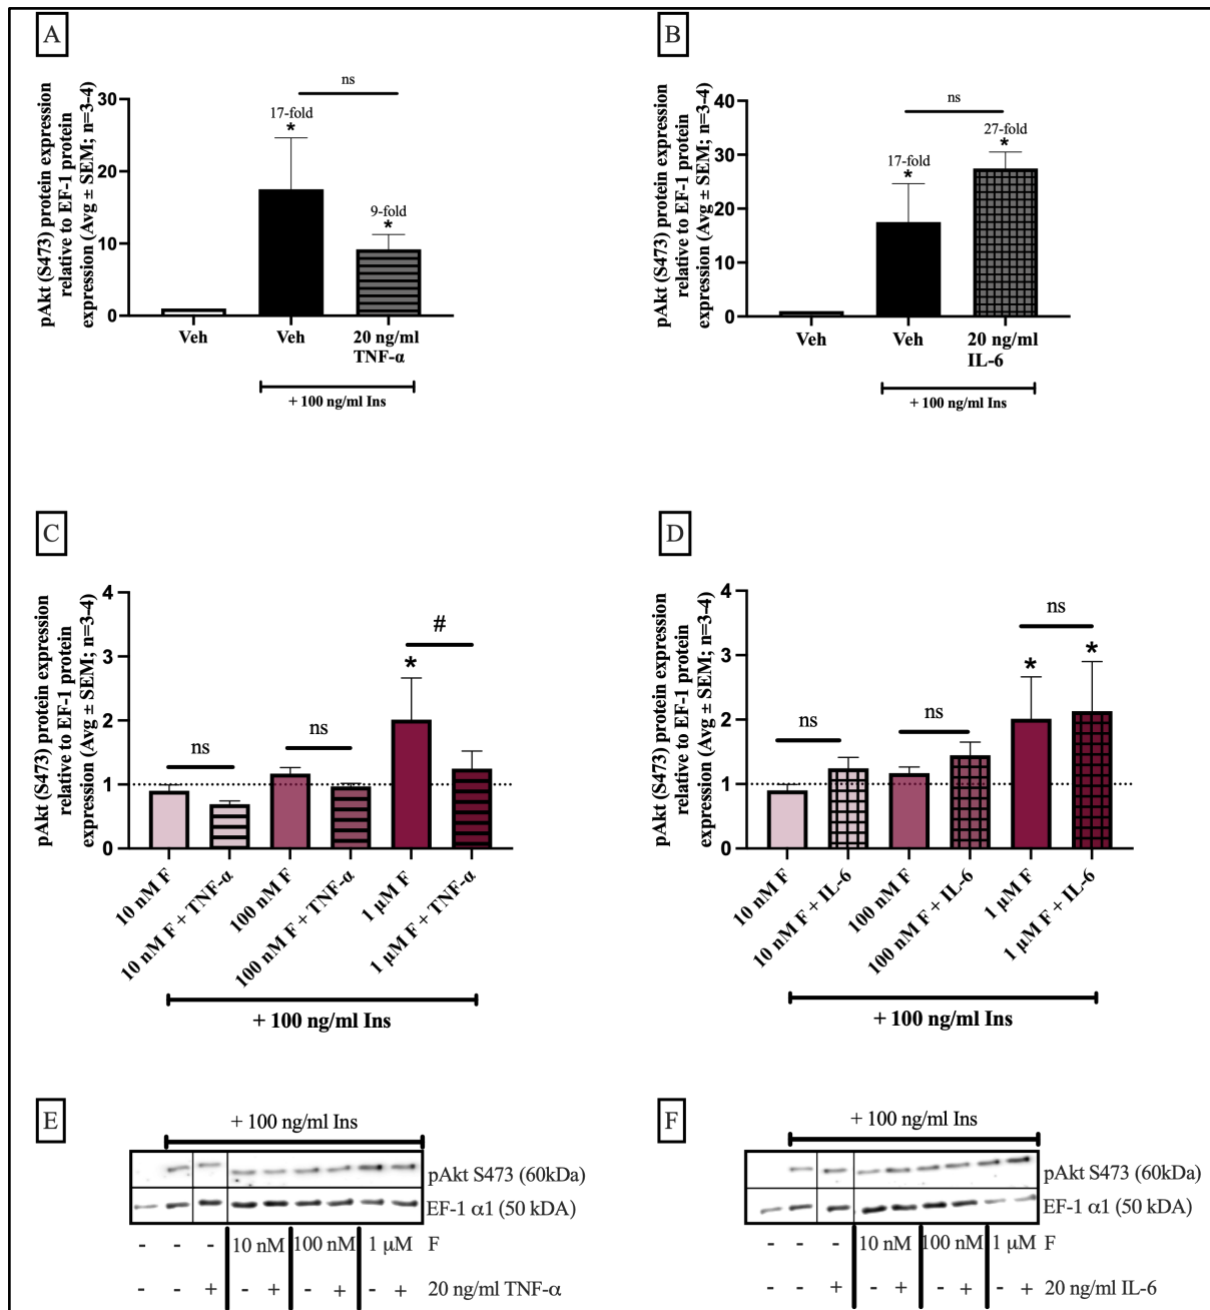 A
pAkt (S473) protein expression
relative to EF-1 protein
expression (Avg ± SEM; n=3-4)
30
20
10
0
ns
17-fold
*
9-fold
*
Veh
Veh
20 ng/ml
TNF-α
+ 100 ng/ml Ins
B
pAkt (S473) protein expression
relative to EF-1 protein
expression (Avg ± SEM; n=3-4)
40
30
20
10
0
ns
17-fold
*
27-fold
*
Veh
Veh
20 ng/ml
IL-6
+ 100 ng/ml Ins
C
pAkt (S473) protein expression
relative to EF-1 protein
expression (Avg ± SEM; n=3-4)
4
3
2
1
0
ns
ns
#
*
10 nM F
10 nM F + TNF-α
100 nM F
100 nM F + TNF-α
1 µM F
1 µM F + TNF-α
+ 100 ng/ml Ins
D
pAkt (S473) protein expression
relative to EF-1 protein
expression (Avg ± SEM; n=3-4)
4
3
2
1
0
ns
ns
ns
*
*
10 nM F
10 nM F + IL-6
100 nM F
100 nM F + IL-6
1 µM F
1 µM F + IL-6
+ 100 ng/ml Ins
E
+ 100 ng/ml Ins
pAkt S473 (60kDa)
EF-1 α1 (50 kDA)
- - - 10 nM 100 nM 1 µM F
- - + - + - + - + 20 ng/ml TNF-α
F
+ 100 ng/ml Ins
pAkt S473 (60kDa)
EF-1 α1 (50 kDA)
- - - 10 nM 100 nM 1 µM F
- - + - + - + - + 20 ng/ml IL-6